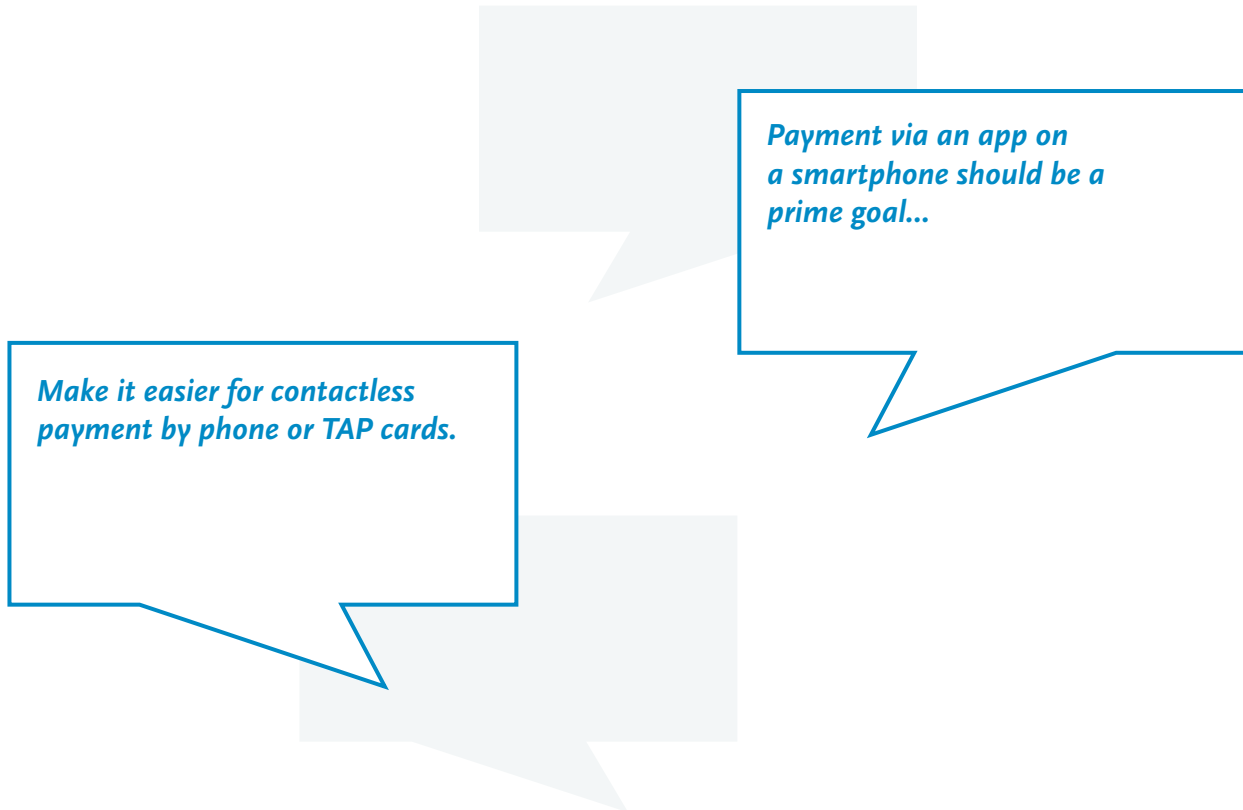 Payment via an app on
a smartphone should be a
prime goal...
Make it easier for contactless
payment by phone or TAP cards.